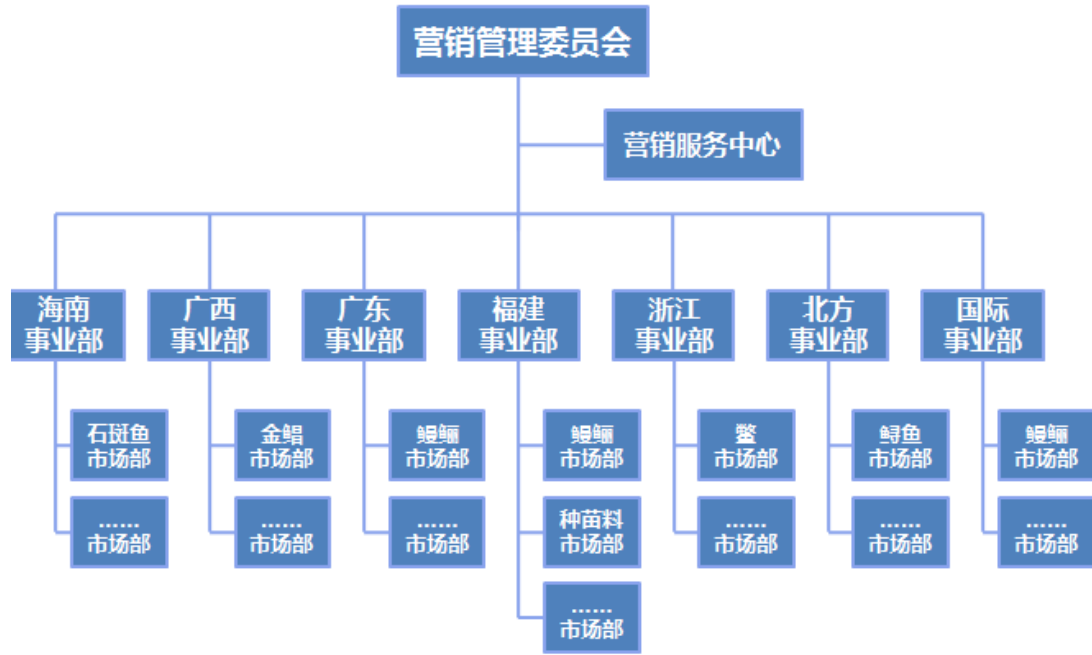 营销管理委员会
营销服务中心
海南
事业部
广西
事业部
广东
事业部
福建
事业部
浙江
事业部
北方
事业部
国际
事业部
石斑鱼
市场部
金鲳
市场部
鳗鲡
市场部
鳗鲡
市场部
鳖
市场部
鲟鱼
市场部
鳗鲡
市场部
……
市场部
……
市场部
……
市场部
种苗料
市场部
……
市场部
……
市场部
……
市场部
……
市场部